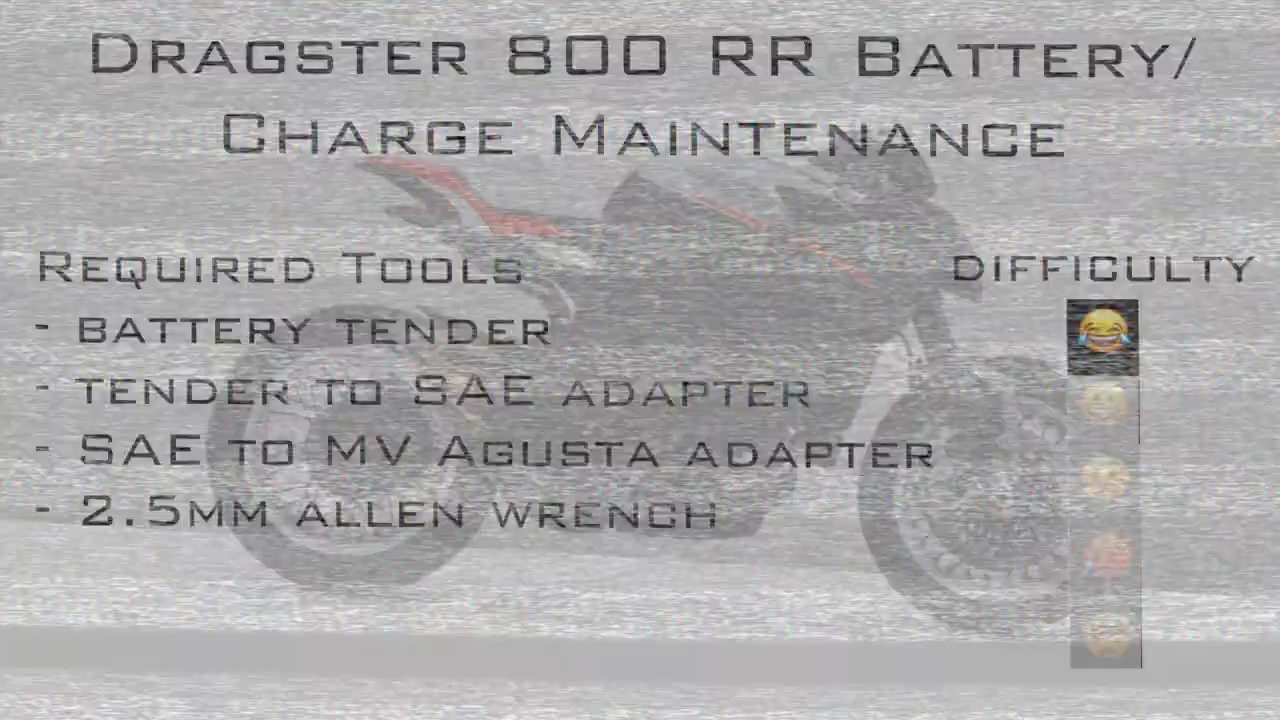 Dragster 800 RR Battery/
Charge Maintenance
Required Tools
Difficulty
- battery tender
- tender to SAE adapter
- SAE to MV Agusta adapter
- 2.5mm allen wrench